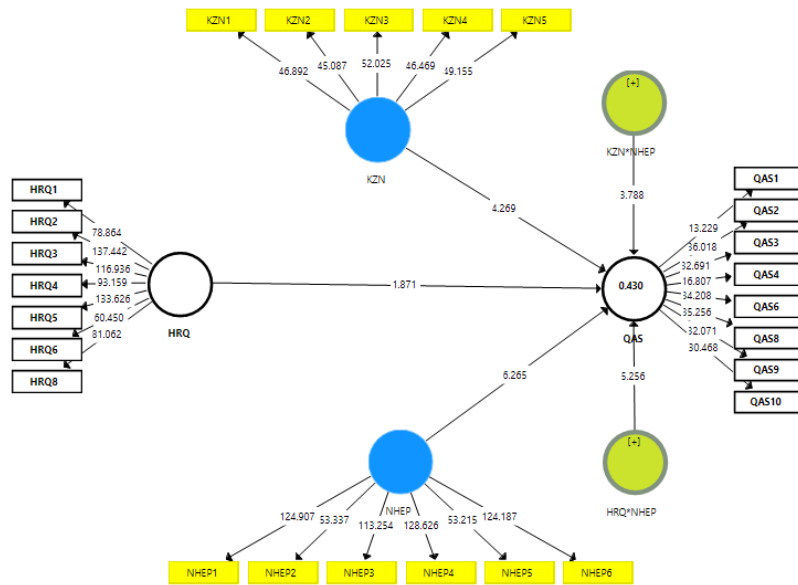 KZN1 KZN2 KZN3 KZN4 KZN5
46.892 45.087 52.025 46.469 49.155
[+]
KZN
KZN*NHEP
HRQ1
HRQ2
HRQ3
HRQ4
HRQ5
HRQ6
HRQ8
78.864
137.442
116.936
93.159
133.626
60.450
81.062
HRQ
4.269
3.788
1.871
0.430
QAS
6.265
5.256
QAS1
QAS2
QAS3
QAS4
QAS6
QAS8
QAS9
QAS10
13.229
36.018
32.691
16.807
34.208
35.256
32.071
30.468
[+]
HRQ*NHEP
NHEP
124.907 53.337 113.254 128.626 53.215 124.187
NHEP1 NHEP2 NHEP3 NHEP4 NHEP5 NHEP6